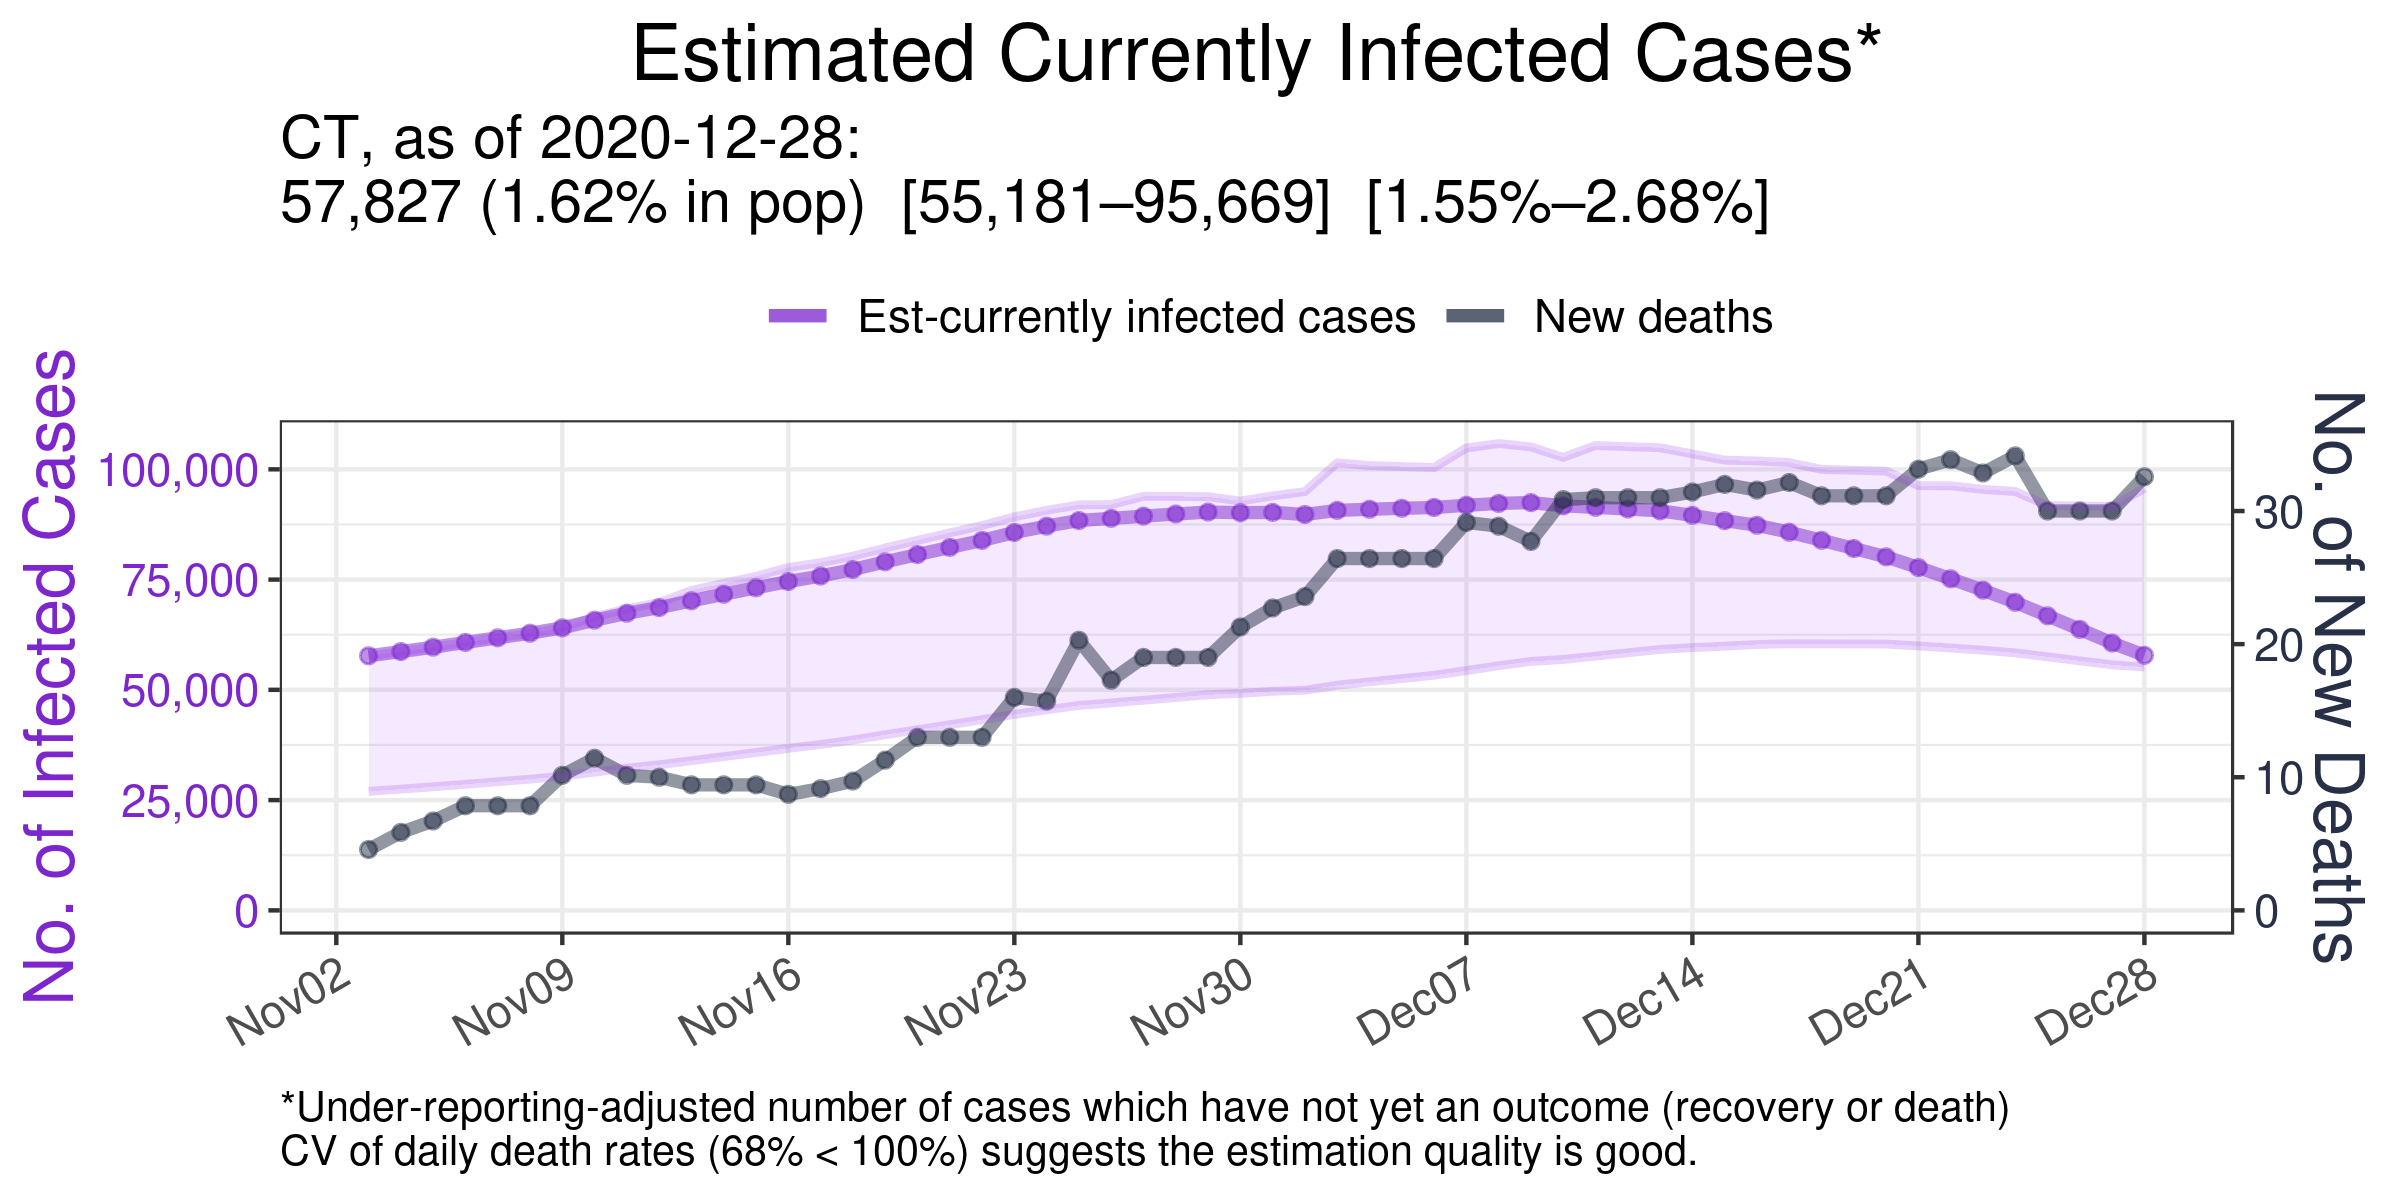 Estimated Currently Infected Cases*
CT, as of 2020-12-28:
57,827 (1.62% in pop)  [55,181–95,669]  [1.55%–2.68%]
Est-currently infected cases
New deaths
No. of Infected Cases
100,000
75,000
50,000
25,000
0
No. of New Deaths
30
20
10
0
Nov02
Nov09
Nov16
Nov23
Nov30
Dec07
Dec14
Dec21
Dec28
*Under-reporting-adjusted number of cases which have not yet an outcome (recovery or death)
CV of daily death rates (68% < 100%) suggests the estimation quality is good.